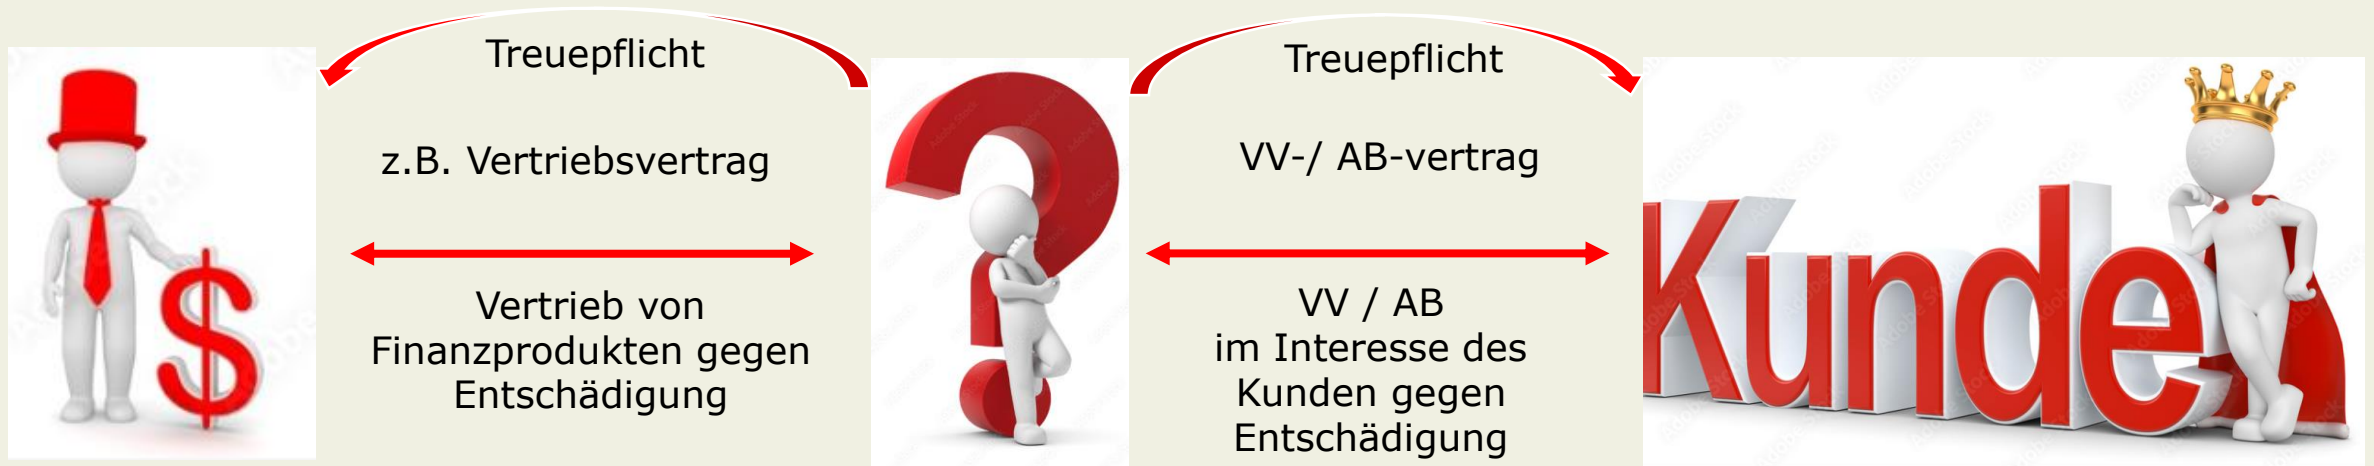 Treuepflicht
z.B. Vertriebsvertrag
Vertrieb von
Finanzprodukten gegen
Entschädigung
$
Treuepflicht
VV-/ AB-vertrag
VV / AB
im Interesse des
Kunden gegen
Entschädigung
?
Kunde